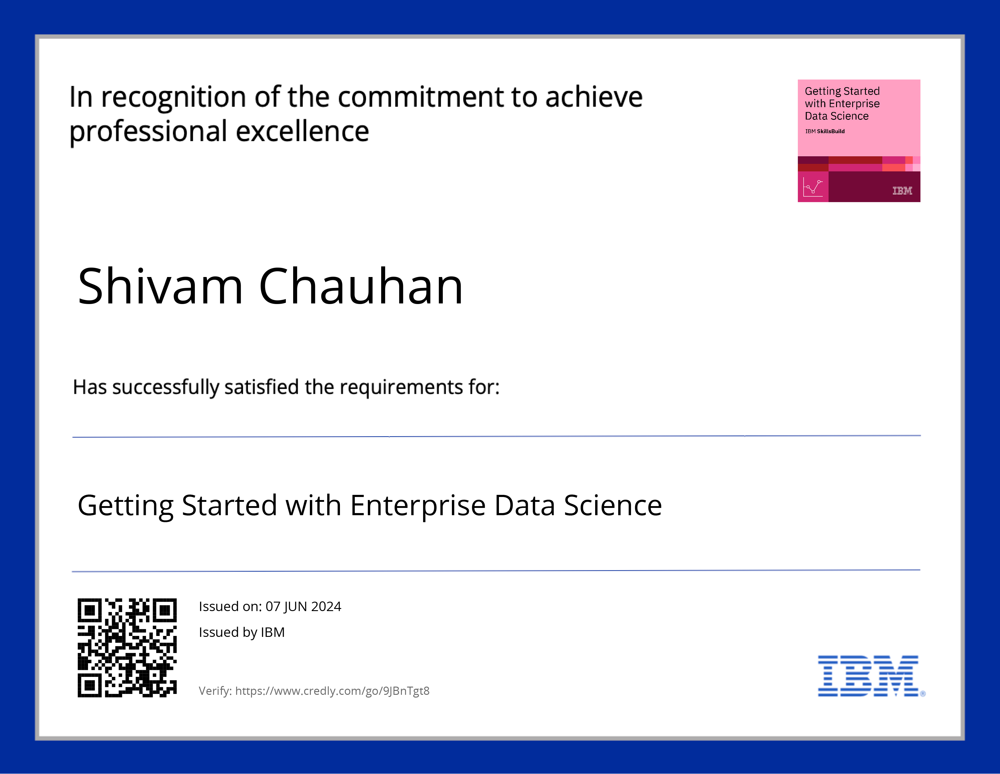 In recognition of the commitment to achieve
professional excellence
Getting Started
with Enterprise
Data Science
IBM SkillsBuild
IBM
Shivam Chauhan
Has successfully satisfied the requirements for:
Getting Started with Enterprise Data Science
Issued on: 07 JUN 2024
Issued by IBM
Verify: https://www.credly.com/go/9JBnTgt8
IBM®